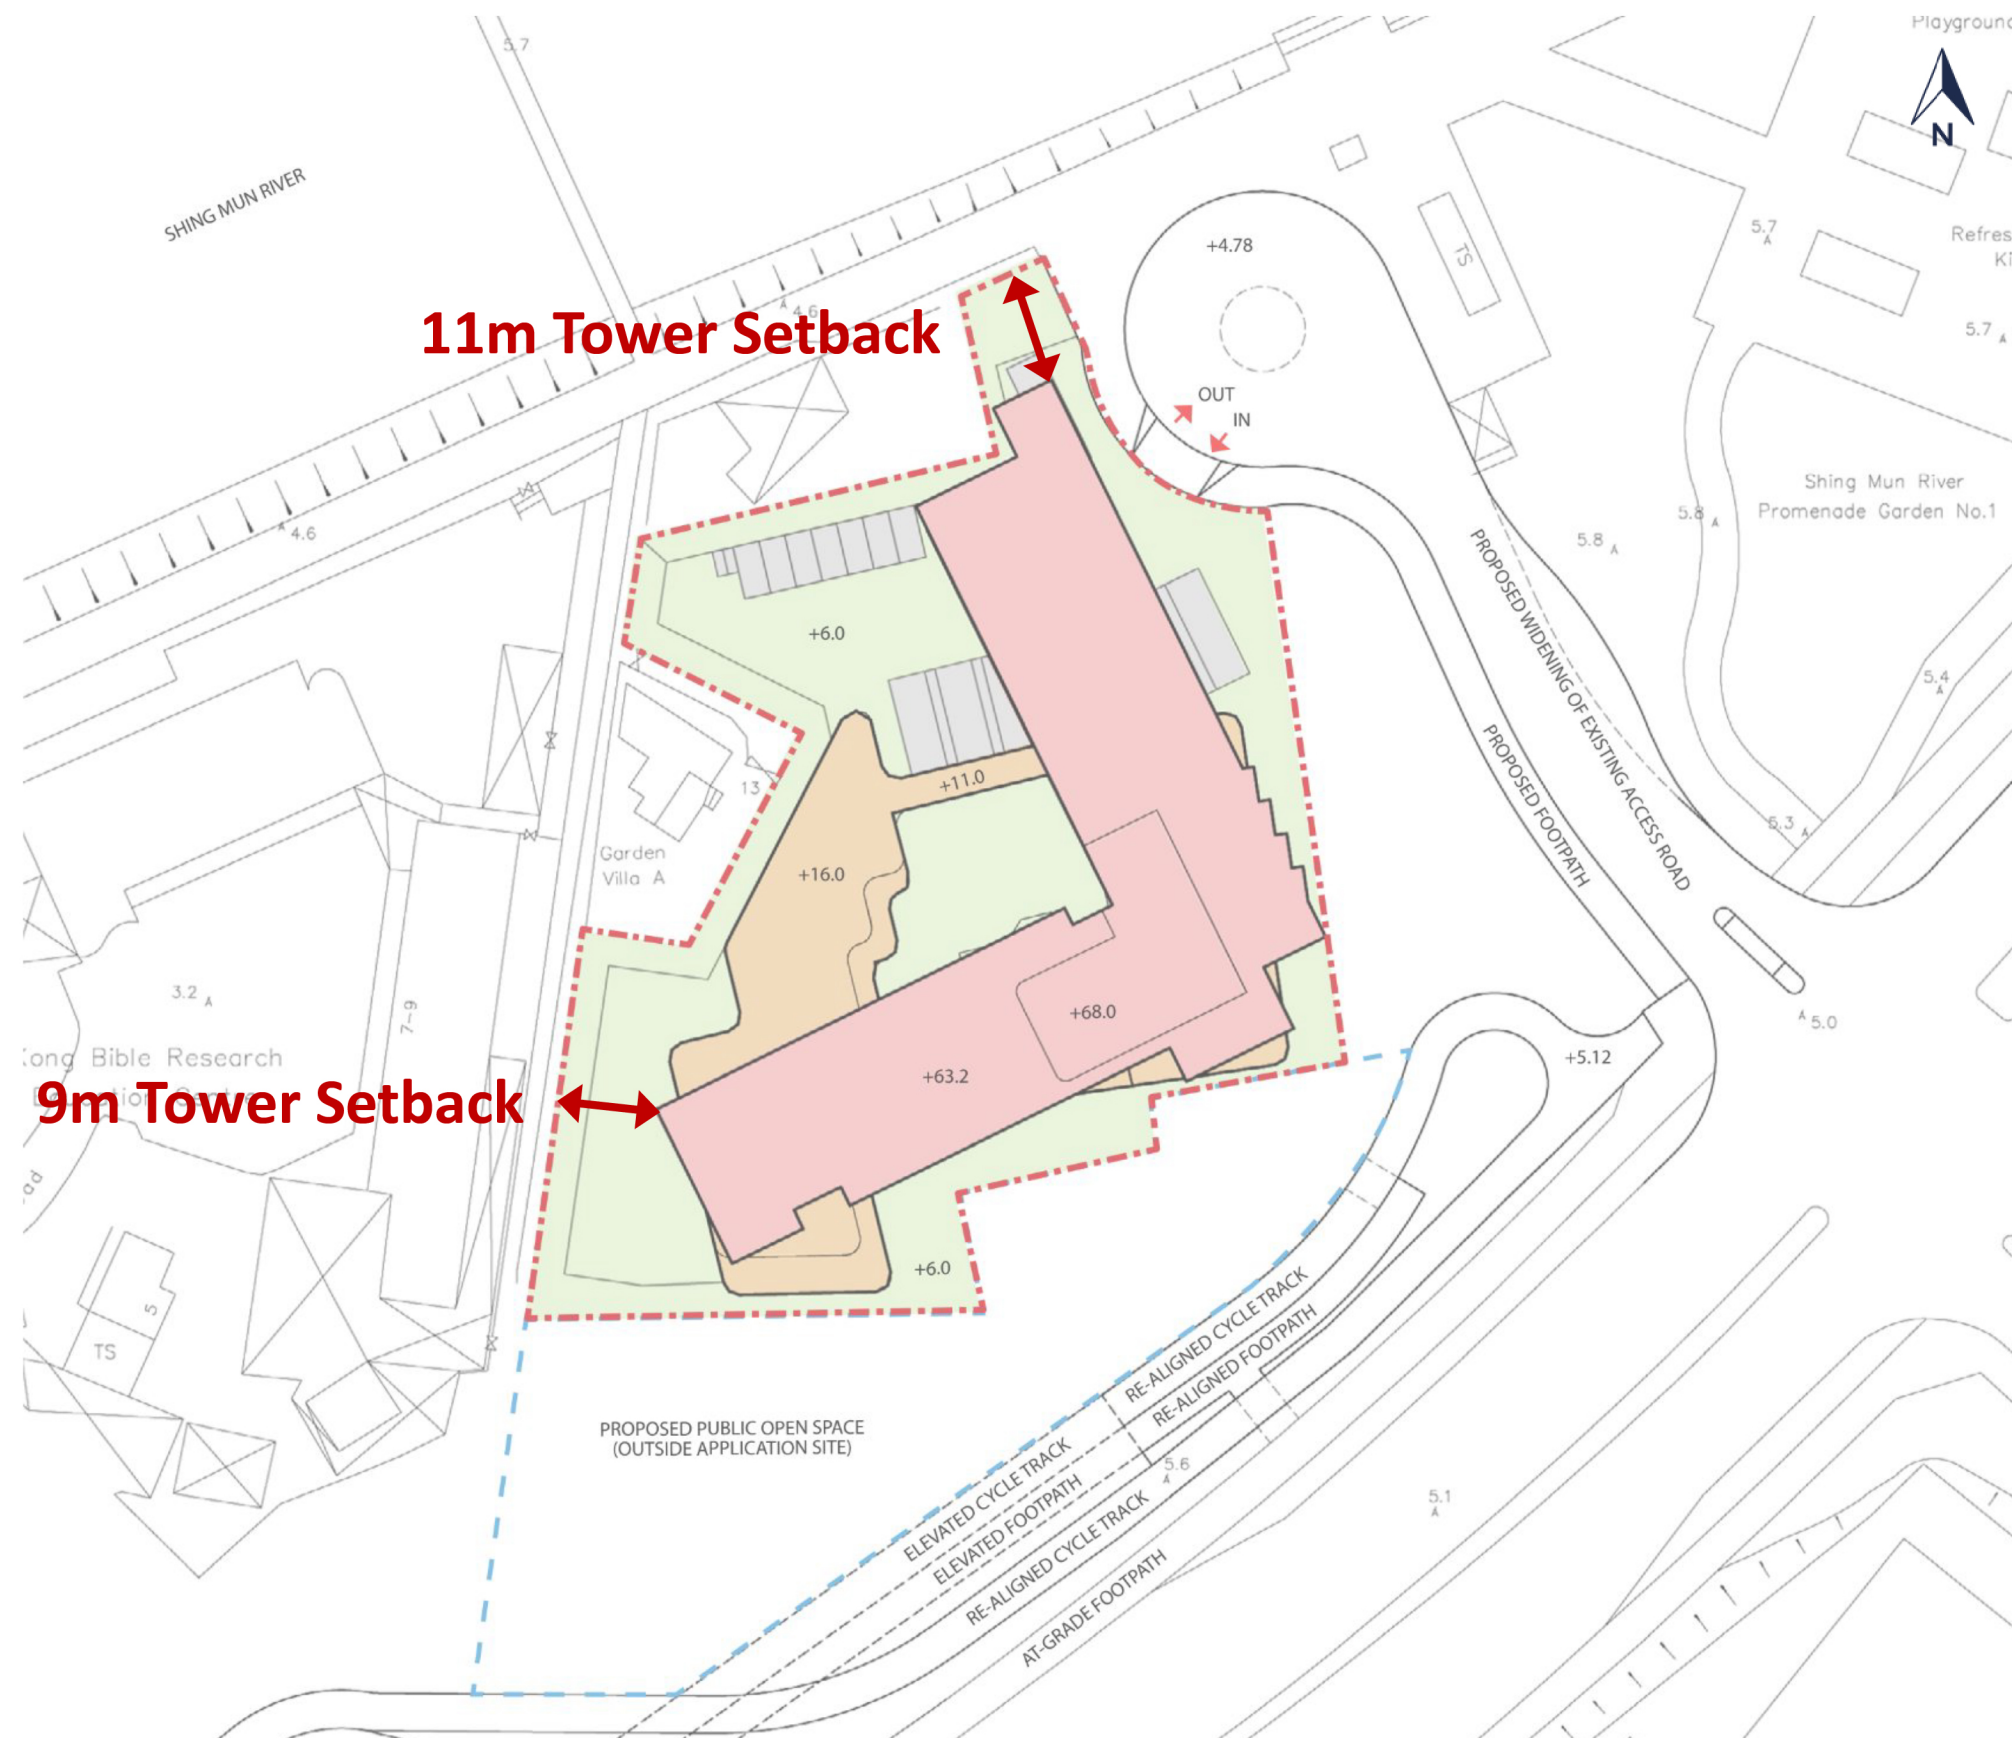 Playground
5.7
N
SHING MUN RIVER
+4.78
5.7
TS
Refres
Ki
4.6
11m Tower Setback
5.7
OUT
IN
Shing Mun River
Promenade Garden No.1
5.8
5.8
4.6
PROPOSED WIDENING OF EXISTING ACCESS ROAD
+6.0
5.4
PROPOSED FOOTPATH
+11.0
13
5.3
Garden
Villa A
+16.0
3.2
7-9
+68.0
5.0
Kong Bible Research
+5.12
+63.2
9m Tower Setback
ad
+6.0
RE-ALIGNED CYCLE TRACK
RE-ALIGNED FOOTPATH
5
TS
PROPOSED PUBLIC OPEN SPACE
(OUTSIDE APPLICATION SITE)
ELEVATED CYCLE TRACK
ELEVATED FOOTPATH
5.6
RE-ALIGNED CYCLE TRACK
5.1
AT-GRADE FOOTPATH